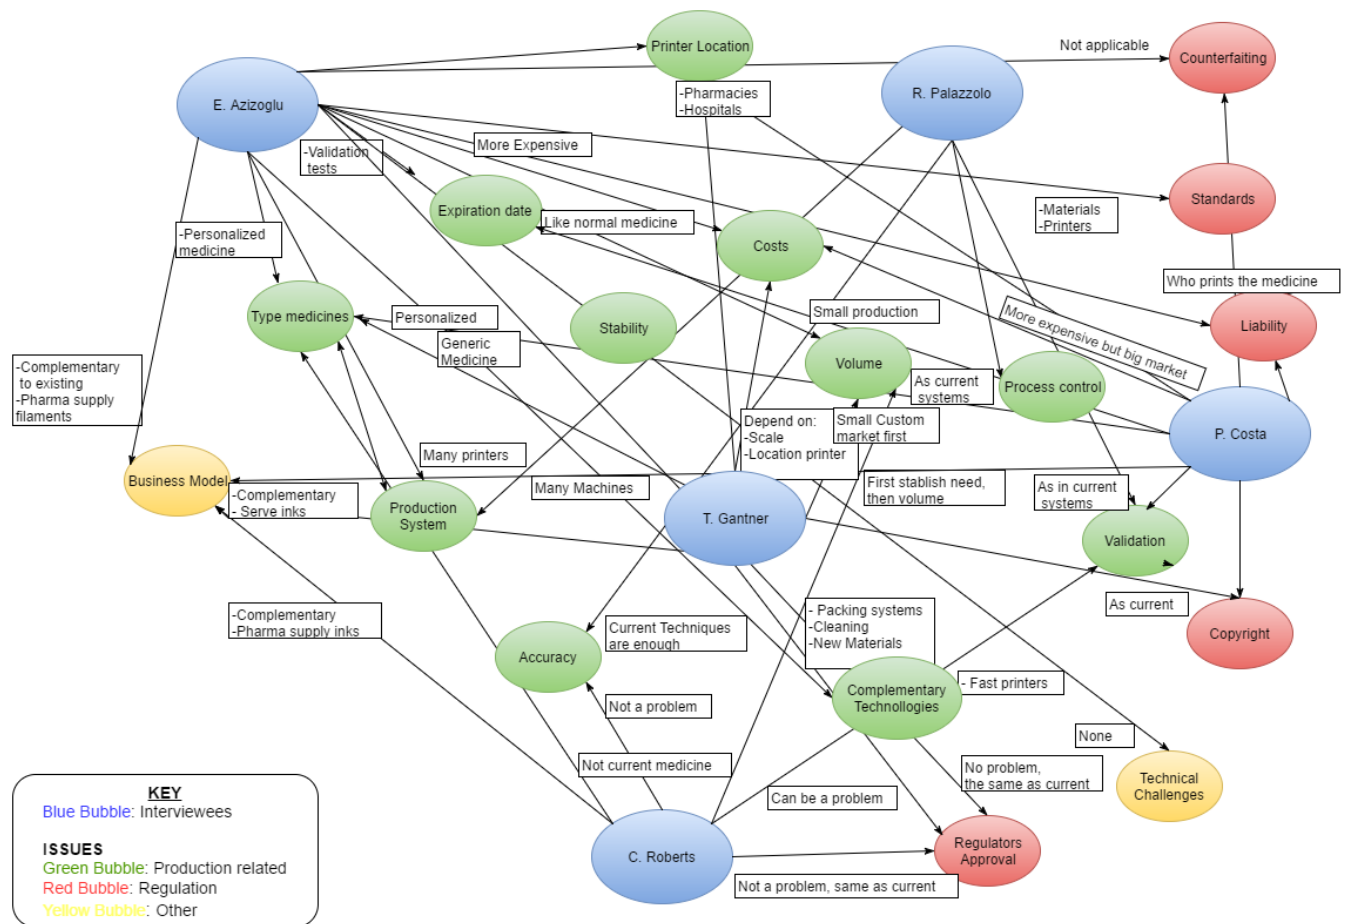 Printer Location
Not applicable
Counterfaiting
E. Azizoglu
R. Palazzolo
-Pharmacies
-Hospitals
-Validation
tests
More Expensive
Expiration date
Like normal medicine
Costs
Standards
-Materials
-Printers
-Personalized
medicine
Who prints the medicine
Type medicines
Personalized
Generic
Medicine
Stability
Small production
Volume
More expensive but big market
Liability
-Complementary
to existing
-Pharma supply
filaments
As current
systems
Process control
Depend on:
-Scale
-Location printer
Small Custom
market first
P. Costa
Business Model
Many printers
Many Machines
First stablish need,
then volume
As in current
systems
-Complementary
- Serve inks
Production
System
T. Gantner
Validation
-Complementary
-Pharma supply inks
Accuracy
Current Techniques
are enough
- Packing systems
-Cleaning
-New Materials
As current
Copyright
Complementary
Technollogies
- Fast printers
Not a problem
None
Not current medicine
Can be a problem
No problem,
the same as current
Technical
Challenges
C. Roberts
Regulators
Approval
Not a problem, same as current
KEY
Blue Bubble: Interviewees
ISSUES
Green Bubble: Production related
Red Bubble: Regulation
Yellow Bubble: Other